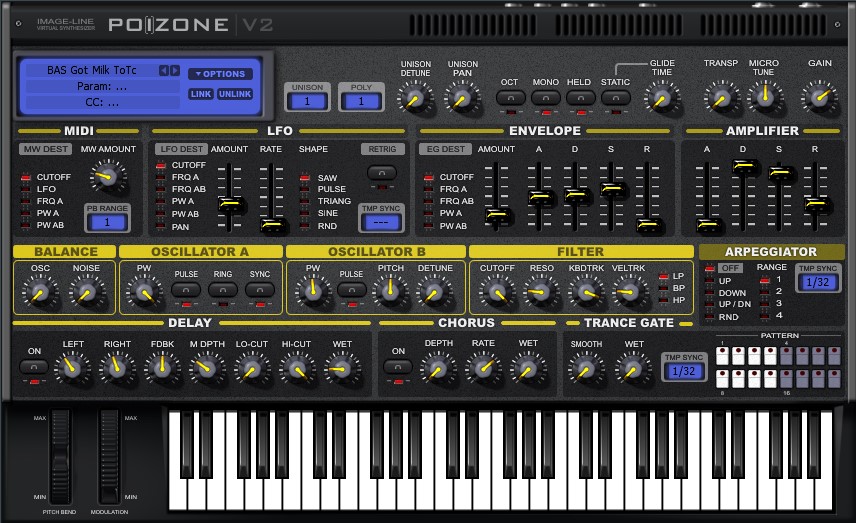 IMAGE-LINE
VIRTUAL SYNTHESIZER
POIZONE V2
BAS Got Milk ToTc
Param: ...
CC: ...
OPTIONS
LINK UNLINK
UNISON
1
POLY
1
UNISON DETUNE
UNISON PAN
OCT MONO HELD STATIC
GLIDE TIME
TRANSP
MICRO TUNE
GAIN
MIDI
MW DEST MW AMOUNT
CUTOFF
LFO
FRQ A
PW A
PW AB
PB RANGE
1
LFO
LFO DEST AMOUNT RATE SHAPE RETRIG
CUTOFF
FRQ A
FRQ AB
PW A
PW AB
PAN
SAW
PULSE
TRIANG
SINE
RND
TMP SYNC
---
ENVELOPE
EG DEST AMOUNT A D S R
CUTOFF
FRQ A
FRQ AB
PW A
PW AB
AMPLIFIER
A D S R
BALANCE
OSC NOISE
OSCILLATOR A
PW PULSE RING SYNC
OSCILLATOR B
PW PULSE PITCH DETUNE
FILTER
CUTOFF RESO KBDTRK VELTRK
LP
BP
HP
ARPEGGIATOR
OFF
UP
DOWN
UP / DN
RND
RANGE
1
2
3
4
TMP SYNC
1/32
DELAY
ON LEFT RIGHT FDBK M DPTH LO-CUT HI-CUT WET
CHORUS
ON DEPTH RATE WET
TRANCE GATE
SMOOTH WET
TMP SYNC
1/32
PATTERN
1 4
16
MAX MAX
MIN MIN
PITCH BEND MODULATION